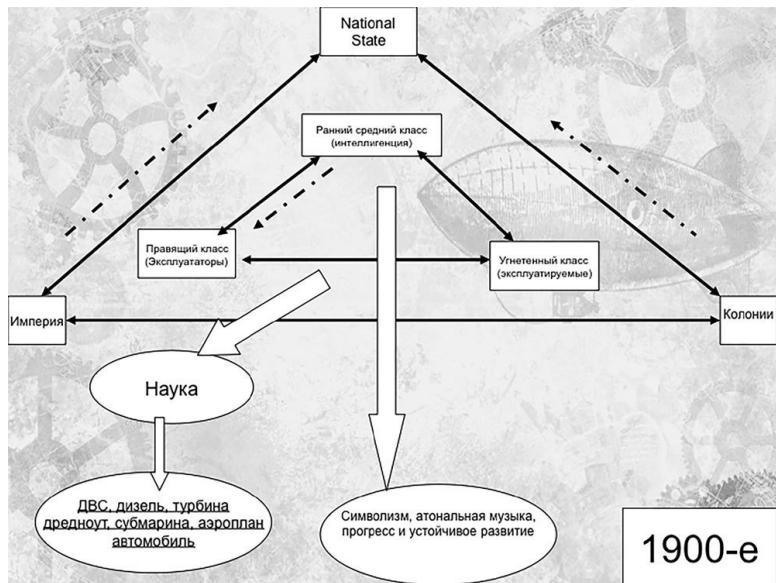 National
State
Ранний средний класс
(интеллигенция)
Правящий класс
(Эксплуататоры)
Угнетенный класс
(эксплуатируемые)
Империя
Колонии
Наука
ДВС, дизель, турбина
дредноут, субмарина, аэроплан
автомобиль
Символизм, атональная музыка,
прогресс и устойчивое развитие
1900-е